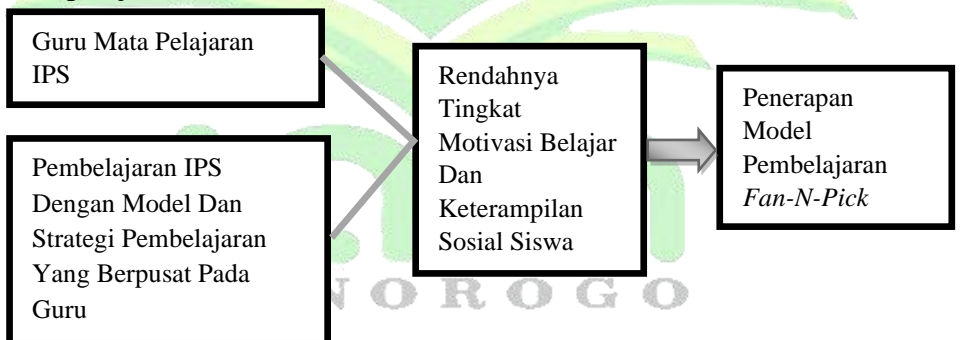 Guru Mata Pelajaran
IPS
Pembelajaran IPS
Dengan Model Dan
Strategi Pembelajaran
Yang Berpusat Pada
Guru
Rendahnya
Tingkat
Motivasi Belajar
Dan
Keterampilan
Sosial Siswa
Penerapan
Model
Pembelajaran
Fan-N-Pick
N O R O G O